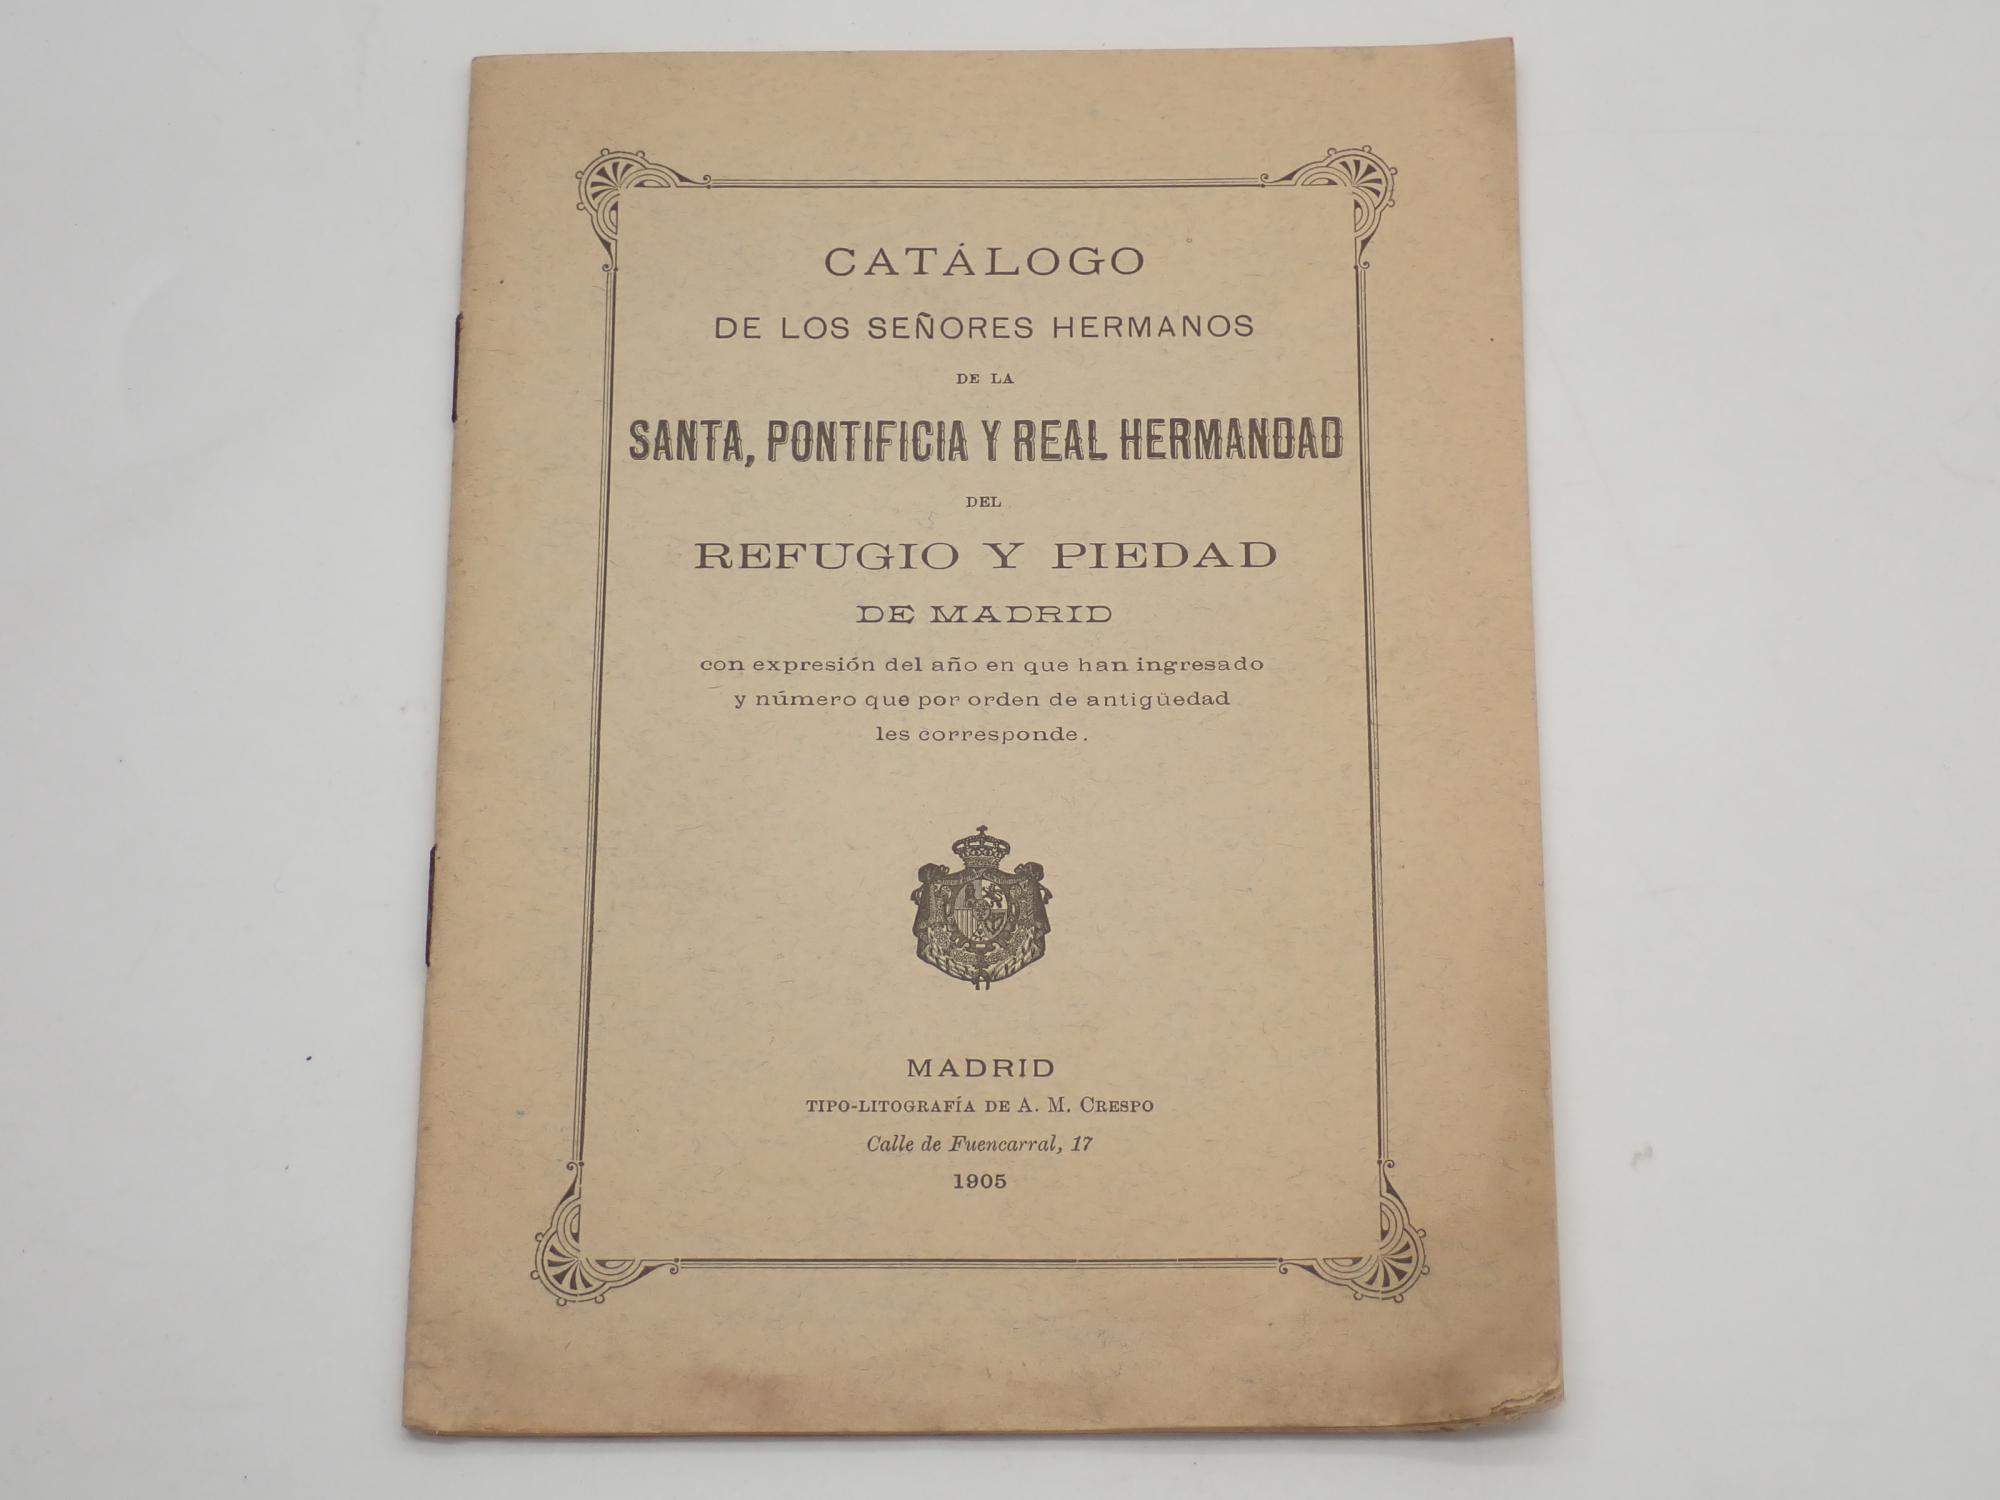 CATÁLOGO
DE LOS SEÑORES HERMANOS
DE LA
SANTA, PONTIFICIA Y REAL HERMANDAD
DEL
REFUGIO Y PIEDAD
DE MADRID
con expresión del año en que han ingresado
y número que por orden de antigüedad
les corresponde.
MADRID
TIPO-LITOGRAFÍA DE A. M. CRESPO
Calle de Fuencarral, 17
1905